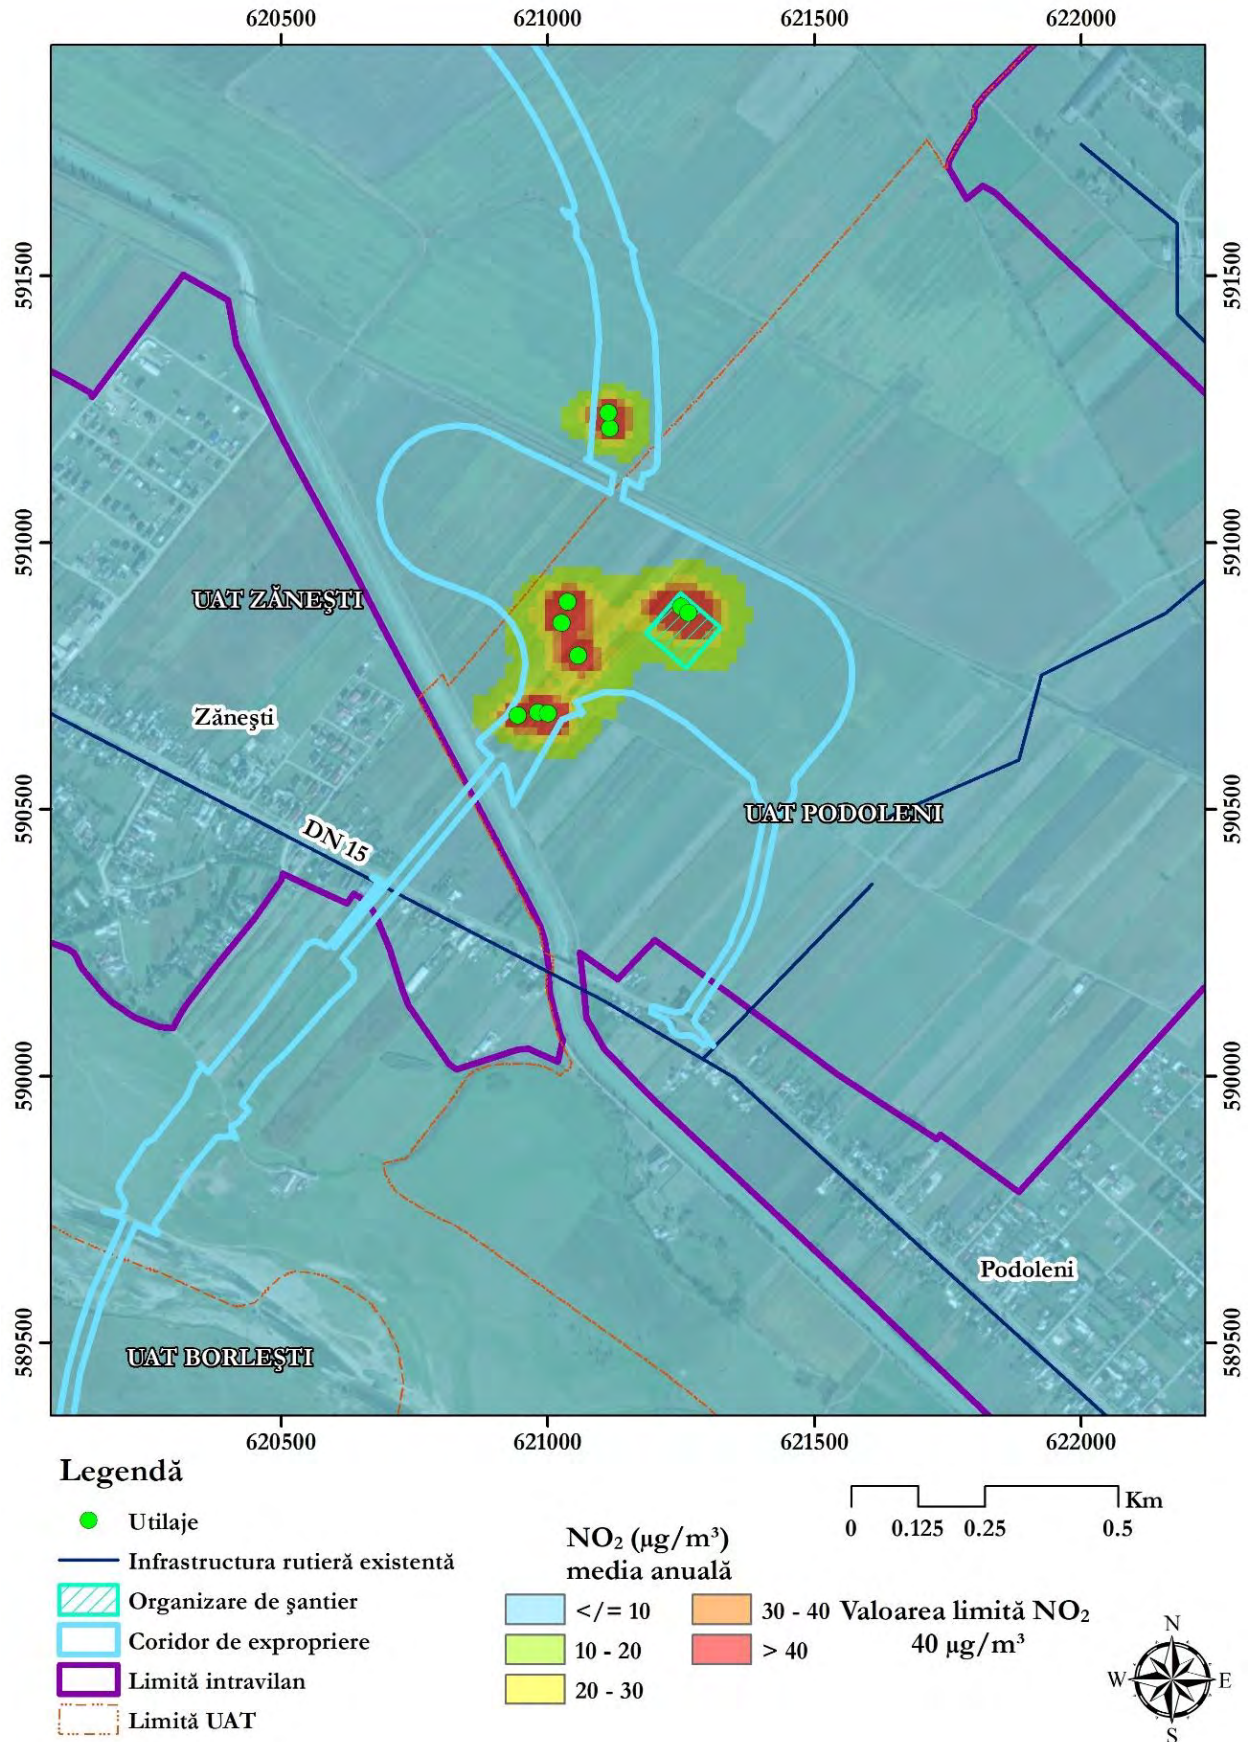 620500 621000 621500 622000
591500 591500
591000 591000
UAT ZĂNEŞTI
Zăneşti
590500 590500
UAT PODOLENI
DN 15
590000 590000
Podoleni
589500 589500
UAT BORLEŞTI
620500 621000 621500 622000
Legendă
Utilaje
Infrastructura rutieră existentă
Organizare de şantier
Coridor de expropriere
Limită intravilan
Limită UAT
NO₂ (µg/m³)
media anuală
</= 10
10 - 20
20 - 30
30 - 40
> 40
Valoarea limită NO₂
40 µg/m³
Km
0 0.125 0.25 0.5
N
W E
S